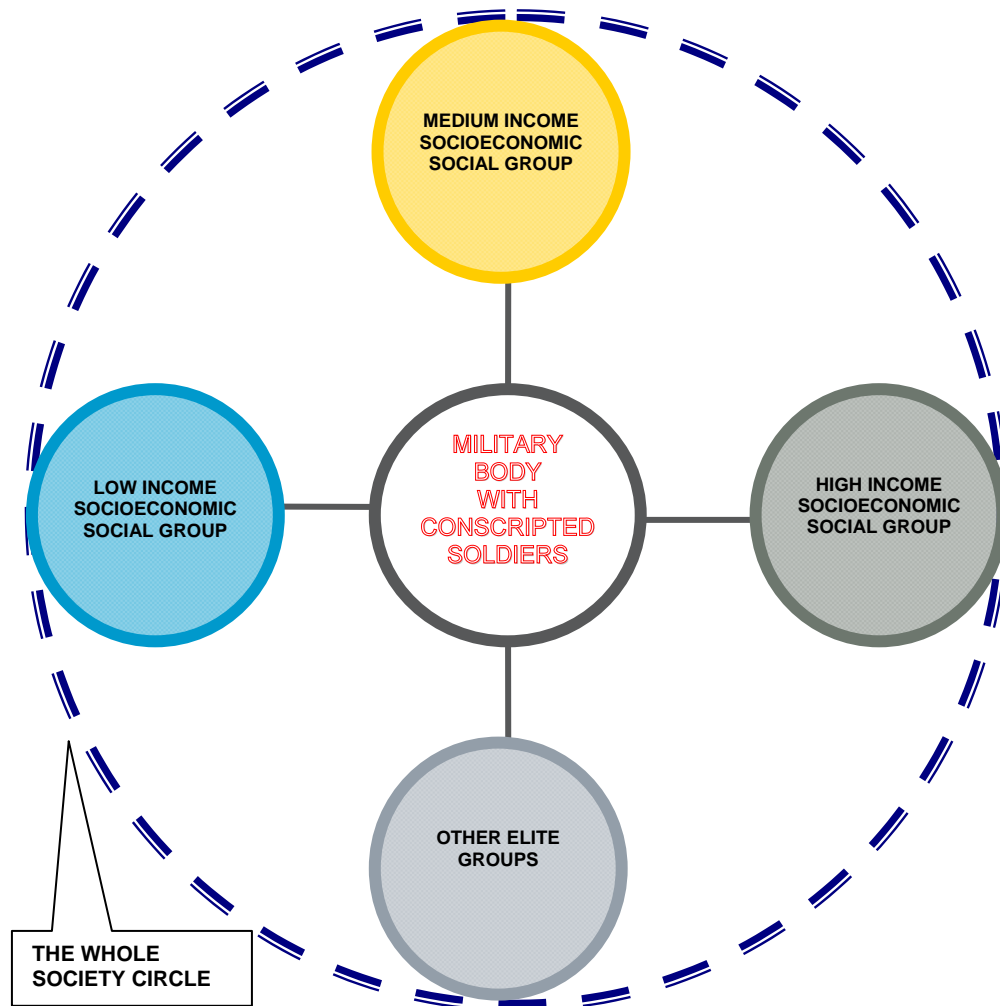 MEDIUM INCOME
SOCIOECONOMIC
SOCIAL GROUP
LOW INCOME
SOCIOECONOMIC
SOCIAL GROUP
MILITARY
BODY
WITH
CONSCRIPTED
SOLDIERS
HIGH INCOME
SOCIOECONOMIC
SOCIAL GROUP
OTHER ELITE
GROUPS
THE WHOLE
SOCIETY CIRCLE